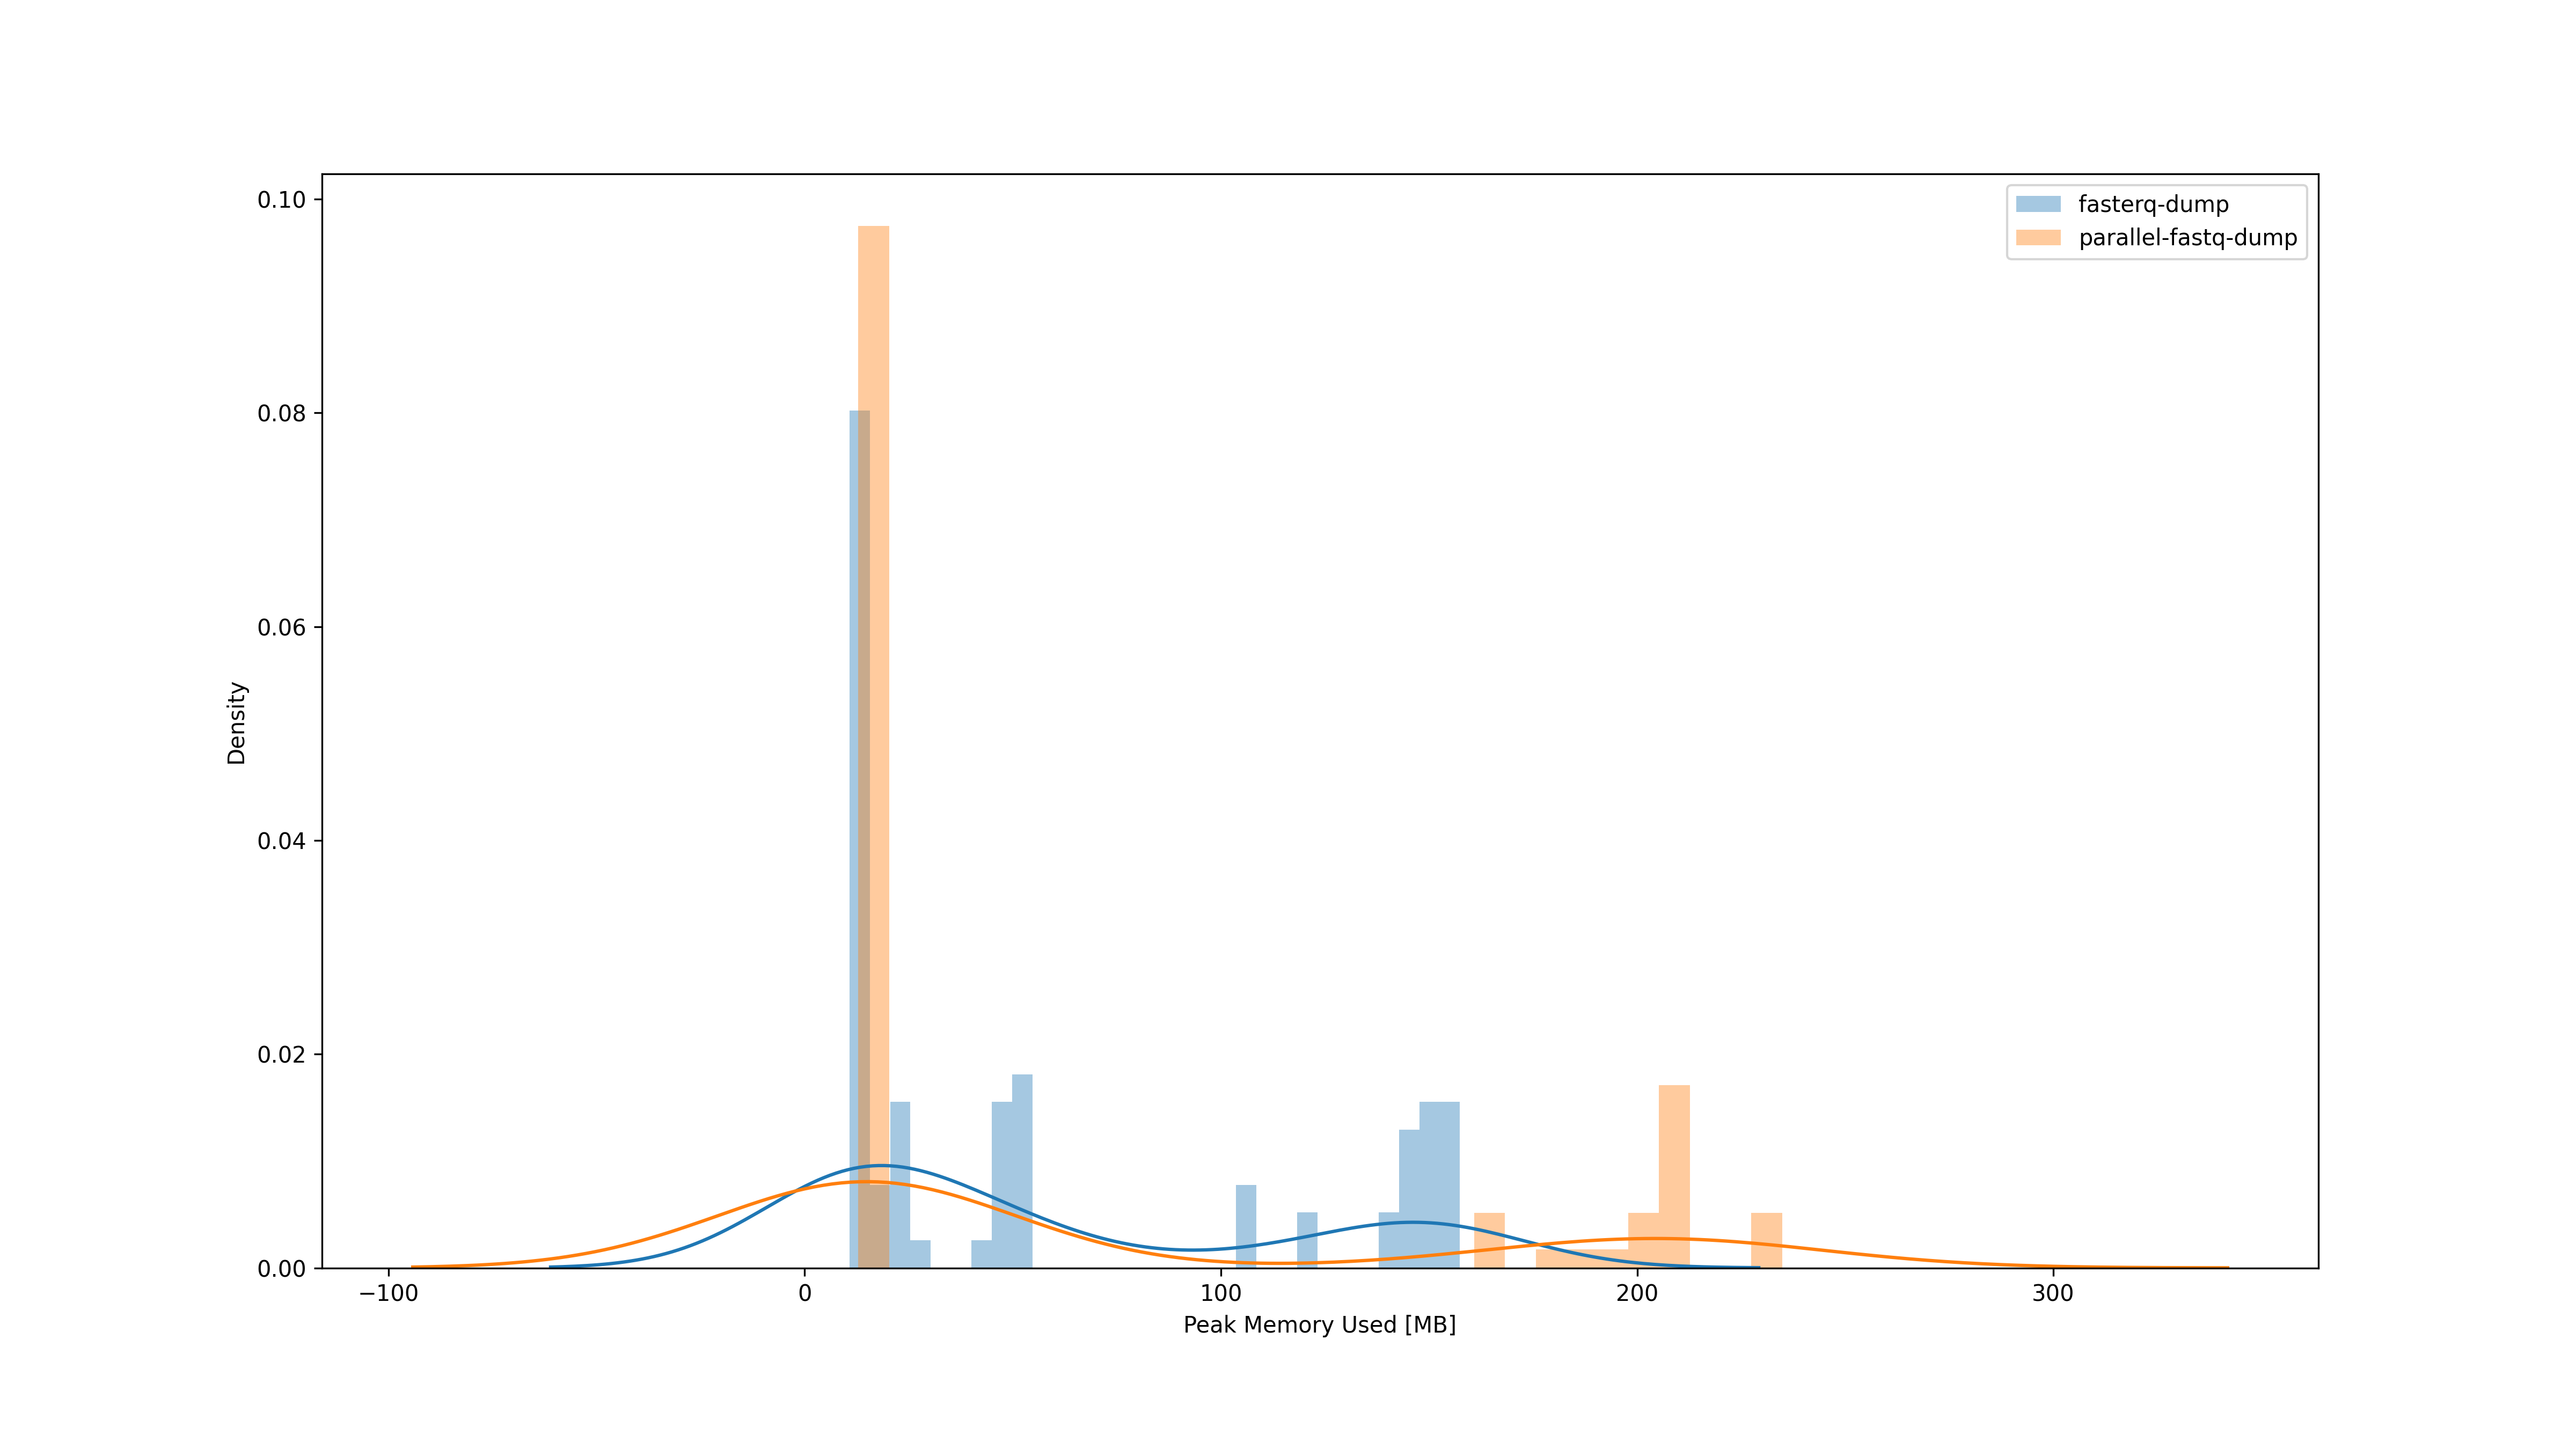 fasterq-dump
parallel-fastq-dump
0.10
0.08
0.06
0.04
0.02
0.00
Density
−100
0
100
200
300
Peak Memory Used [MB]